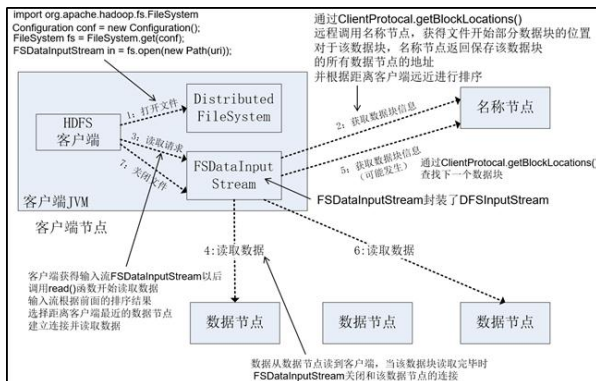 import org.apache.hadoop.fs.FileSystem
Configuration conf = new Configuration();
FileSystem fs = FileSystem.get(conf);
FSDataInputStream in = fs.open(new Path(uri));
通过ClientProtocal.getBlockLocations()
远程调用名称节点，获得文件开始部分数据块的位置
对于该数据块，名称节点返回保存该数据块
的所有数据节点的地址
并根据距离客户端远近进行排序
1：打开文件
Distributed
FileSystem
HDFS
客户端
3：读取请求
2：获取数据块信息
名称节点
7：关闭文件
FSDataInput
Stream
5：获取数据块信息
（可能发生）
通过ClientProtocal.getBlockLocations()
查找下一个数据块
客户端JVM
FSDataInputStream封装了DFSInputStream
客户端节点
4:读取数据
6:读取数据
客户端获得输入流FSDataInputStream以后
调用read()函数开始读取数据
输入流根据前面的排序结果
选择距离客户端最近的数据节点
建立连接并读取数据
数据节点
数据节点
数据节点
数据从数据节点读到客户端，当该数据块读取完毕时
FSDataInputStream关闭和该数据节点的连接